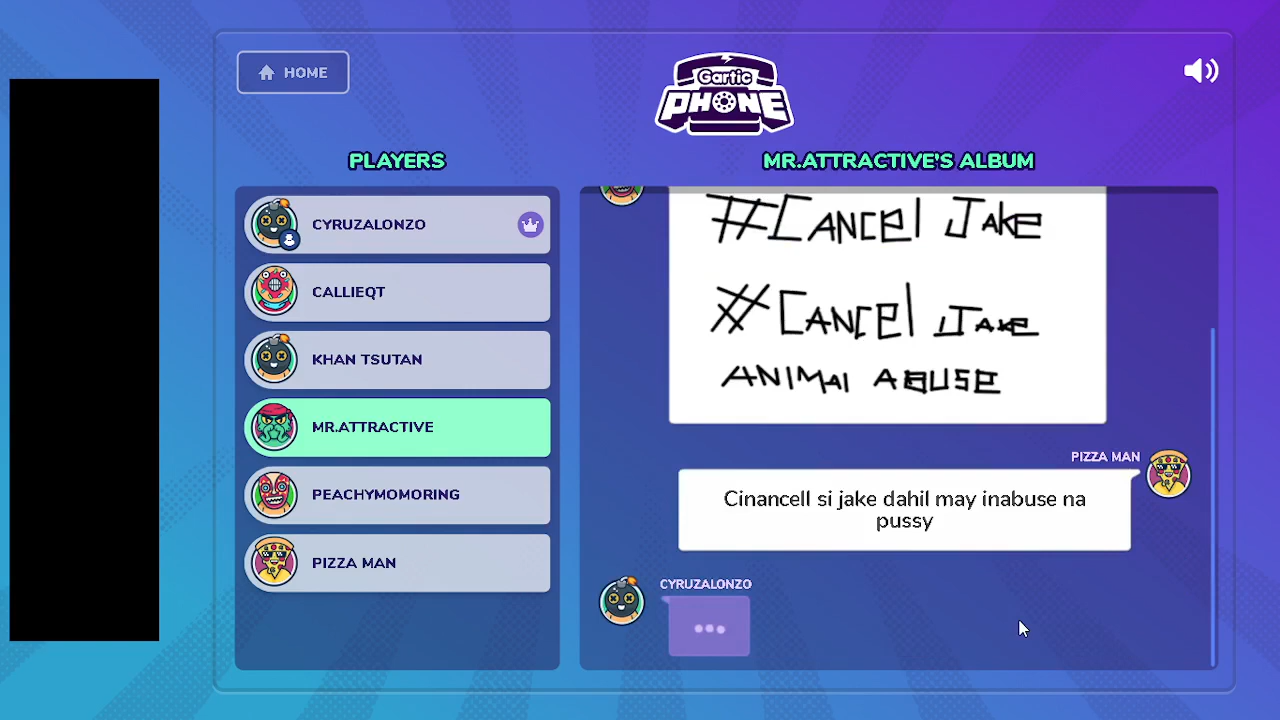 HOME
Gartic
PHONE
PLAYERS
MR.ATTRACTIVE'S ALBUM
CYRUZALONZO
CALLIEQT
KHAN TSUTAN
MR.ATTRACTIVE
PEACHYMOMORING
PIZZA MAN
#CANCEl JAKE
#CANCEl JAKE
ANIMAl ABUSE
PIZZA MAN
Cinancell si jake dahil may inabuse na
pussy
CYRUZALONZO